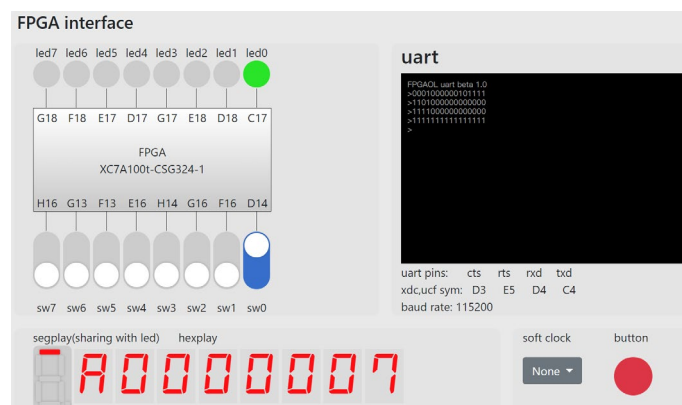 FPGA interface
led7 led6 led5 led4 led3 led2 led1 led0
G18 F18 E17 D17 G17 E18 D18 C17
FPGA
XC7A100t-CSG324-1
H16 G13 F13 E16 H14 G16 F16 D14
sw7 sw6 sw5 sw4 sw3 sw2 sw1 sw0
uart
FPGAOL uart beta 1.0
>0001000000101111
>1101000000000000
>1111000000000000
>1111111111111111
>
uart pins: cts rts rxd txd
xdc,ucf sym: D3 E5 D4 C4
baud rate: 115200
segplay(sharing with led) hexplay
A0000007
soft clock button
None